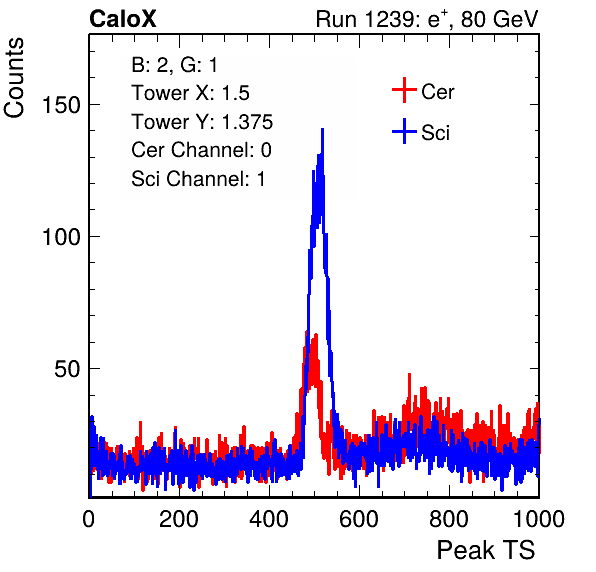 CaloX Run 1239: e⁺, 80 GeV
Counts
B: 2, G: 1
Tower X: 1.5
Tower Y: 1.375
Cer Channel: 0
Sci Channel: 1
Cer
Sci
150
100
50
0 200 400 600 800 1000
Peak TS